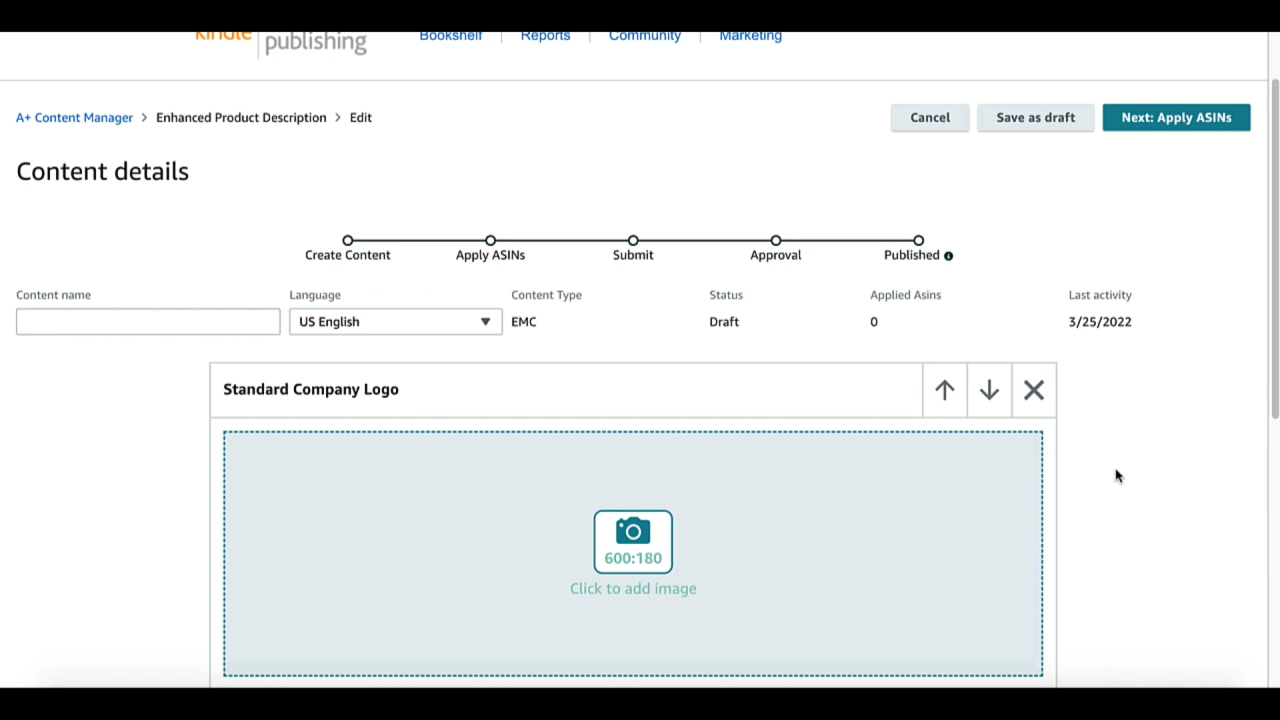 kindle publishing Bookshelf Reports Community Marketing
A+ Content Manager > Enhanced Product Description > Edit Cancel Save as draft Next: Apply ASINs
Content details
Create Content Apply ASINs Submit Approval Published
Content name Language Content Type Status Applied Asins Last activity
US English EMC Draft 0 3/25/2022
Standard Company Logo
600:180
Click to add image